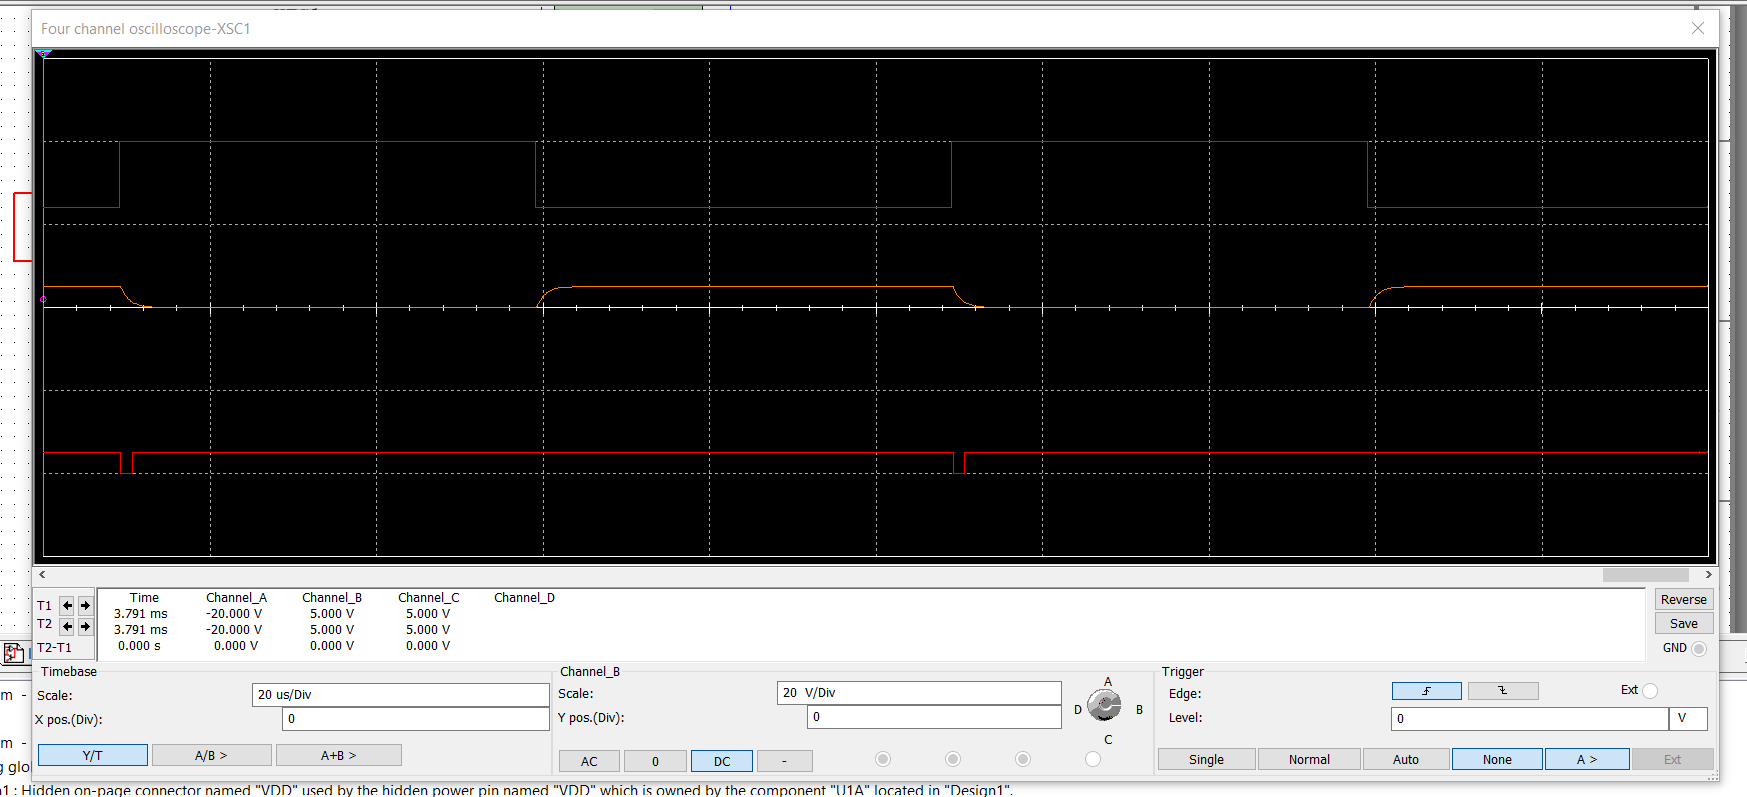 Four channel oscilloscope-XSC1
Time Channel_A Channel_B Channel_C Channel_D
T1 3.791 ms -20.000 V 5.000 V 5.000 V
T2 3.791 ms -20.000 V 5.000 V 5.000 V
T2-T1 0.000 s 0.000 V 0.000 V 0.000 V
Reverse
Save
GND
Timebase
Scale: 20 us/Div
X pos.(Div): 0
Y/T A/B > A+B >
Channel_B
Scale: 20 V/Div
Y pos.(Div): 0
AC 0 DC -
A
D B
C
Trigger
Edge: Ext
Level: 0 V
Single Normal Auto None A > Ext
m -
m -
g glo
1 : Hidden on-page connector named "VDD" used by the hidden power pin named "VDD" which is owned by the component "U1A" located in "Design1".